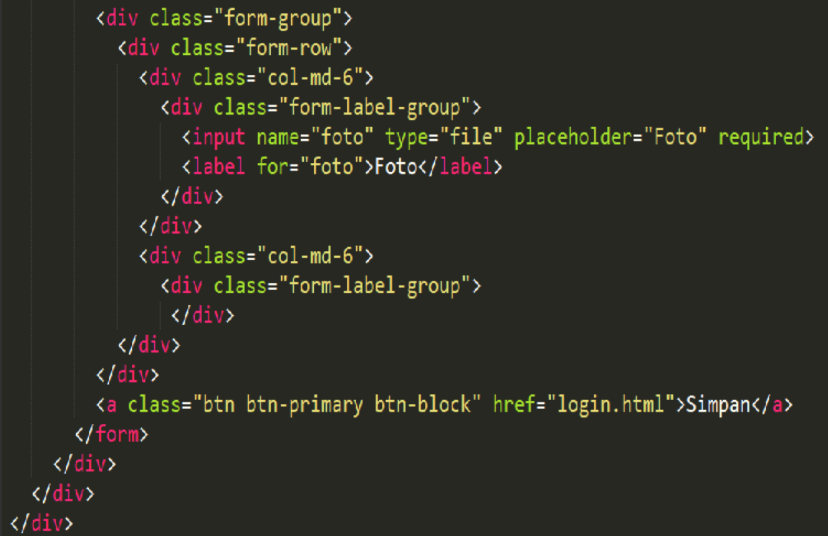 <div class="form-group">
<div class="form-row">
<div class="col-md-6">
<div class="form-label-group">
<input name="foto" type="file" placeholder="Foto" required>
<label for="foto">Foto</label>
</div>
</div>
<div class="col-md-6">
<div class="form-label-group">
</div>
</div>
</div>
<a class="btn btn-primary btn-block" href="login.html">Simpan</a>
</form>
</div>
</div>
</div>